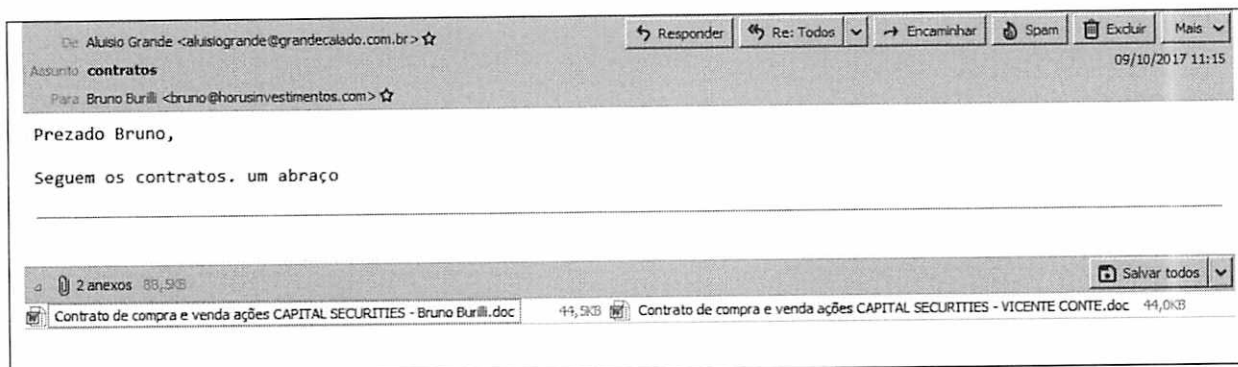 De Aluisio Grande <aluisiogrande@grandecalado.com.br>
Responder Re: Todos Encaminhar Spam Excluir Mais
Assunto contratos
09/10/2017 11:15
Para Bruno Burilli <bruno@horusinvestimentos.com>
Prezado Bruno,
Seguem os contratos. um abraço
2 anexos 88,5KB
Salvar todos
Contrato de compra e venda ações CAPITAL SECURITIES - Bruno Burilli.doc 44,5KB Contrato de compra e venda ações CAPITAL SECURITIES - VICENTE CONTE.doc 44,0KB